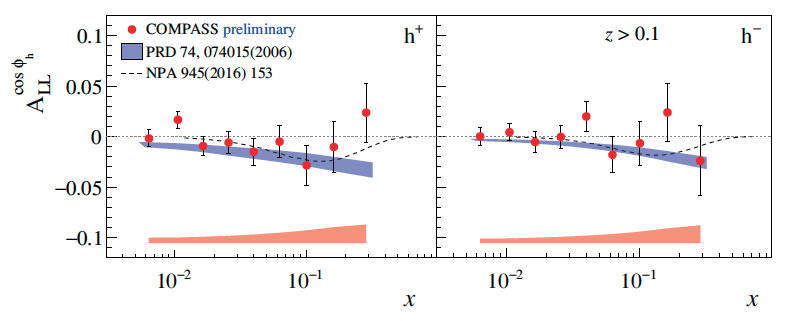 COMPASS preliminary
PRD 74, 074015(2006)
NPA 945(2016) 153
h+
z > 0.1
h−
A_LL^cos ϕ_h
0.1
0.05
0
−0.05
−0.1
10−2
10−1
x
10−2
10−1
x